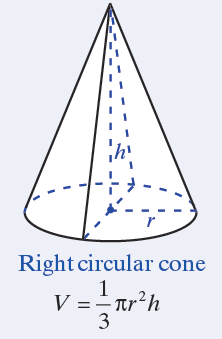 h
r
Right circular cone
V = 1/3 πr²h